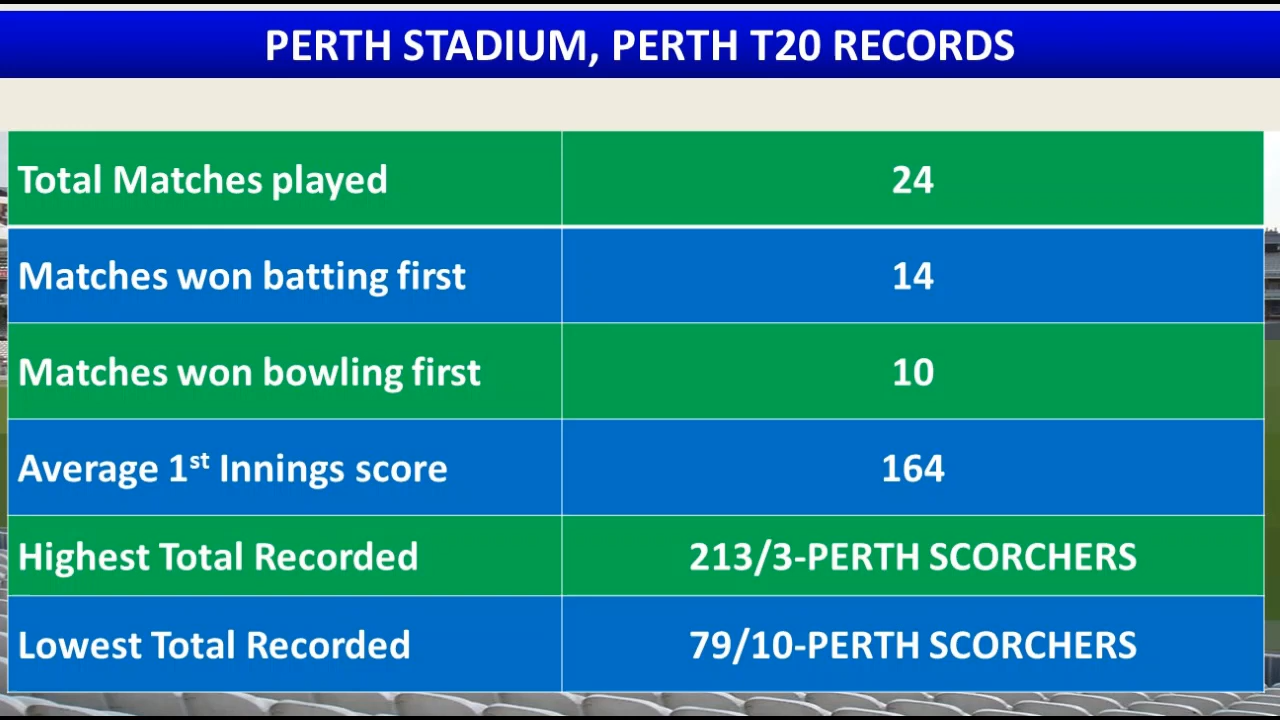 PERTH STADIUM, PERTH T20 RECORDS
Total Matches played 24
Matches won batting first 14
Matches won bowling first 10
Average 1st Innings score 164
Highest Total Recorded 213/3-PERTH SCORCHERS
Lowest Total Recorded 79/10-PERTH SCORCHERS